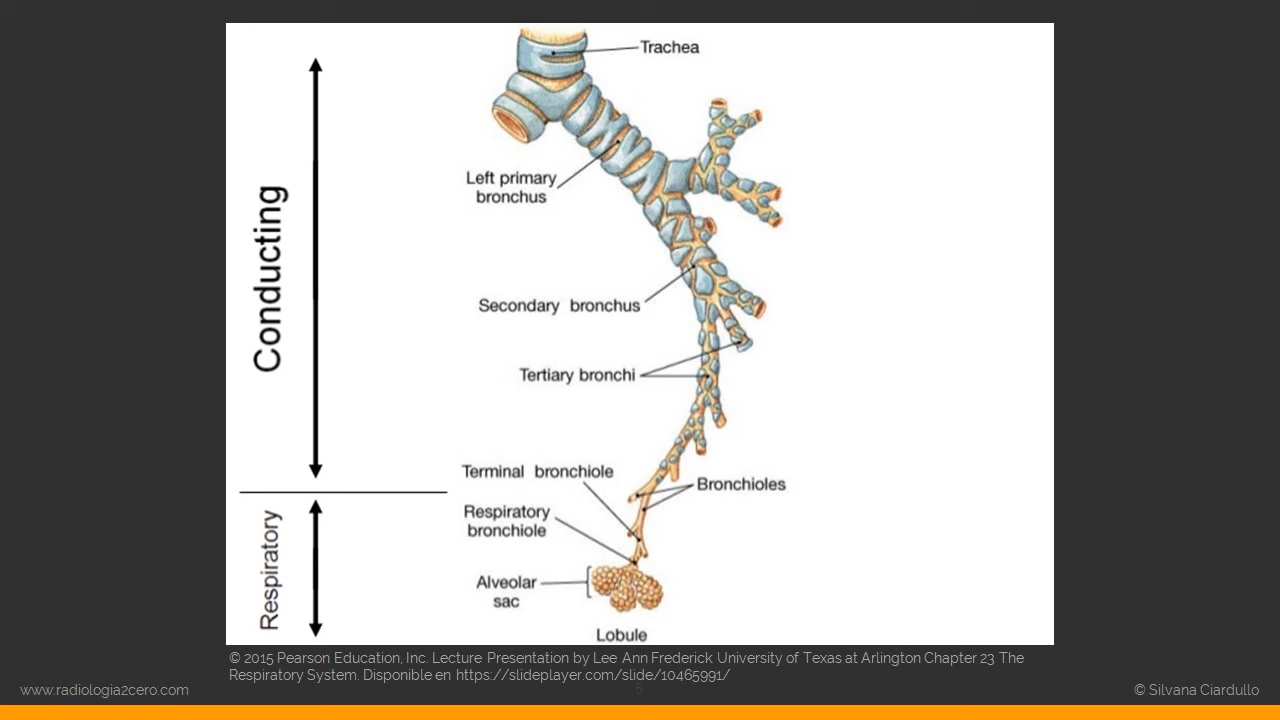 Trachea
Conducting
Left primary
bronchus
Secondary bronchus
Tertiary bronchi
Terminal bronchiole
Bronchioles
Respiratory
bronchiole
Respiratory
Alveolar
sac
Lobule
© 2015 Pearson Education, Inc. Lecture Presentation by Lee Ann Frederick University of Texas at Arlington Chapter 23 The
Respiratory System. Disponible en https://slideplayer.com/slide/10465991/
www.radiologia2cero.com
5
© Silvana Ciardullo